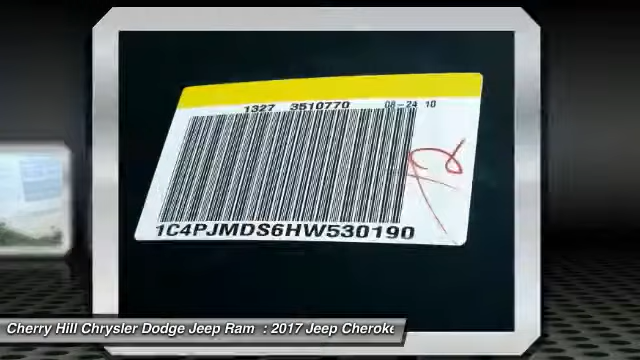 1327 3510770 08-24 10
1C4PJMDS6HW530190
Cherry Hill Chrysler Dodge Jeep Ram : 2017 Jeep Cheroke